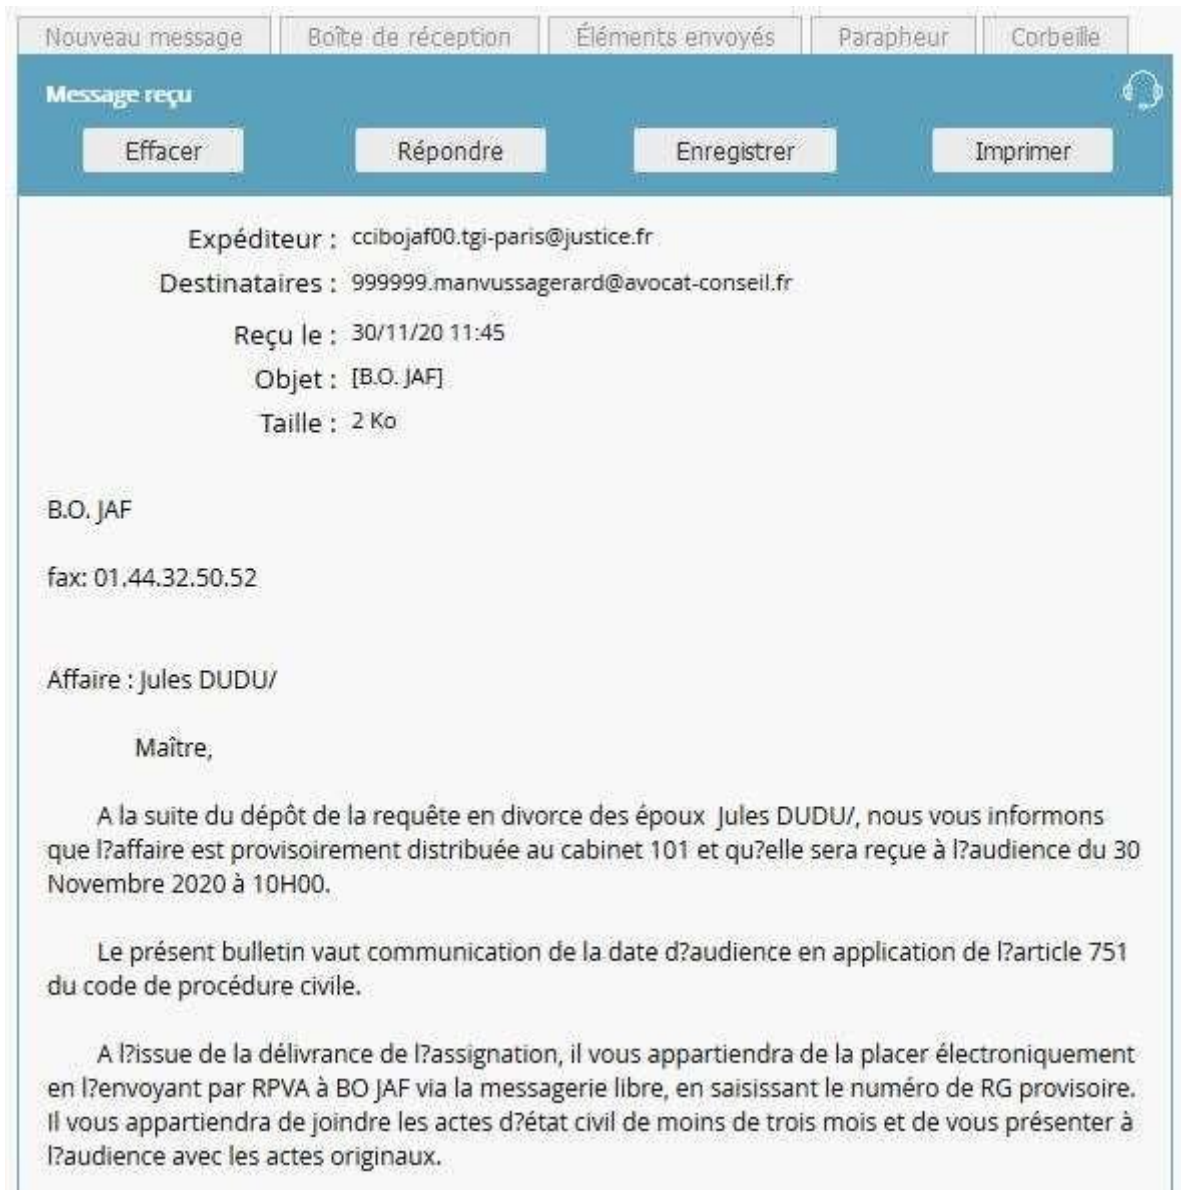 Nouveau message Boîte de réception Éléments envoyés Parapheur Corbeille
Message reçu
Effacer Répondre Enregistrer Imprimer
Expéditeur : ccibojaf00.tgi-paris@justice.fr
Destinataires : 999999.manvussagerard@avocat-conseil.fr
Reçu le : 30/11/20 11:45
Objet : [B.O. JAF]
Taille : 2 Ko
B.O. JAF
fax: 01.44.32.50.52
Affaire : Jules DUDU/
Maître,
A la suite du dépôt de la requête en divorce des époux Jules DUDU/, nous vous informons
que l?affaire est provisoirement distribuée au cabinet 101 et qu?elle sera reçue à l?audience du 30
Novembre 2020 à 10H00.
Le présent bulletin vaut communication de la date d?audience en application de l?article 751
du code de procédure civile.
A l?issue de la délivrance de l?assignation, il vous appartiendra de la placer électroniquement
en l?envoyant par RPVA à BO JAF via la messagerie libre, en saisissant le numéro de RG provisoire.
Il vous appartiendra de joindre les actes d?état civil de moins de trois mois et de vous présenter à
l?audience avec les actes originaux.